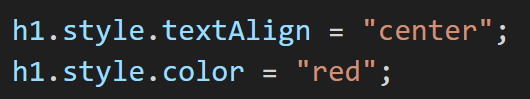 h1.style.textAlign = "center";
h1.style.color = "red";